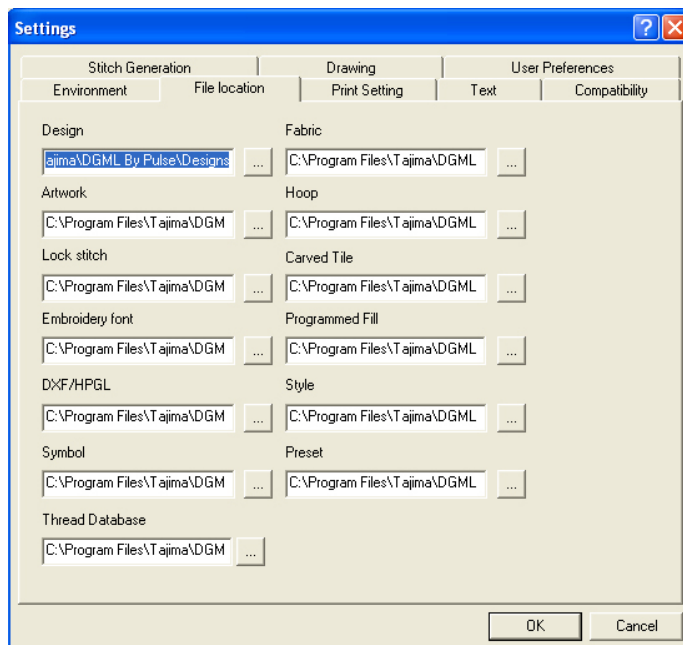 Settings
Stitch Generation Drawing User Preferences
Environment File location Print Setting Text Compatibility
Design Fabric
ajima\DGML By Pulse\Designs ... C:\Program Files\Tajima\DGML ...
Artwork Hoop
C:\Program Files\Tajima\DGM ... C:\Program Files\Tajima\DGML ...
Lock stitch Carved Tile
C:\Program Files\Tajima\DGM ... C:\Program Files\Tajima\DGML ...
Embroidery font Programmed Fill
C:\Program Files\Tajima\DGM ... C:\Program Files\Tajima\DGML ...
DXF/HPGL Style
C:\Program Files\Tajima\DGM ... C:\Program Files\Tajima\DGML ...
Symbol Preset
C:\Program Files\Tajima\DGM ... C:\Program Files\Tajima\DGML ...
Thread Database
C:\Program Files\Tajima\DGM ...
OK Cancel